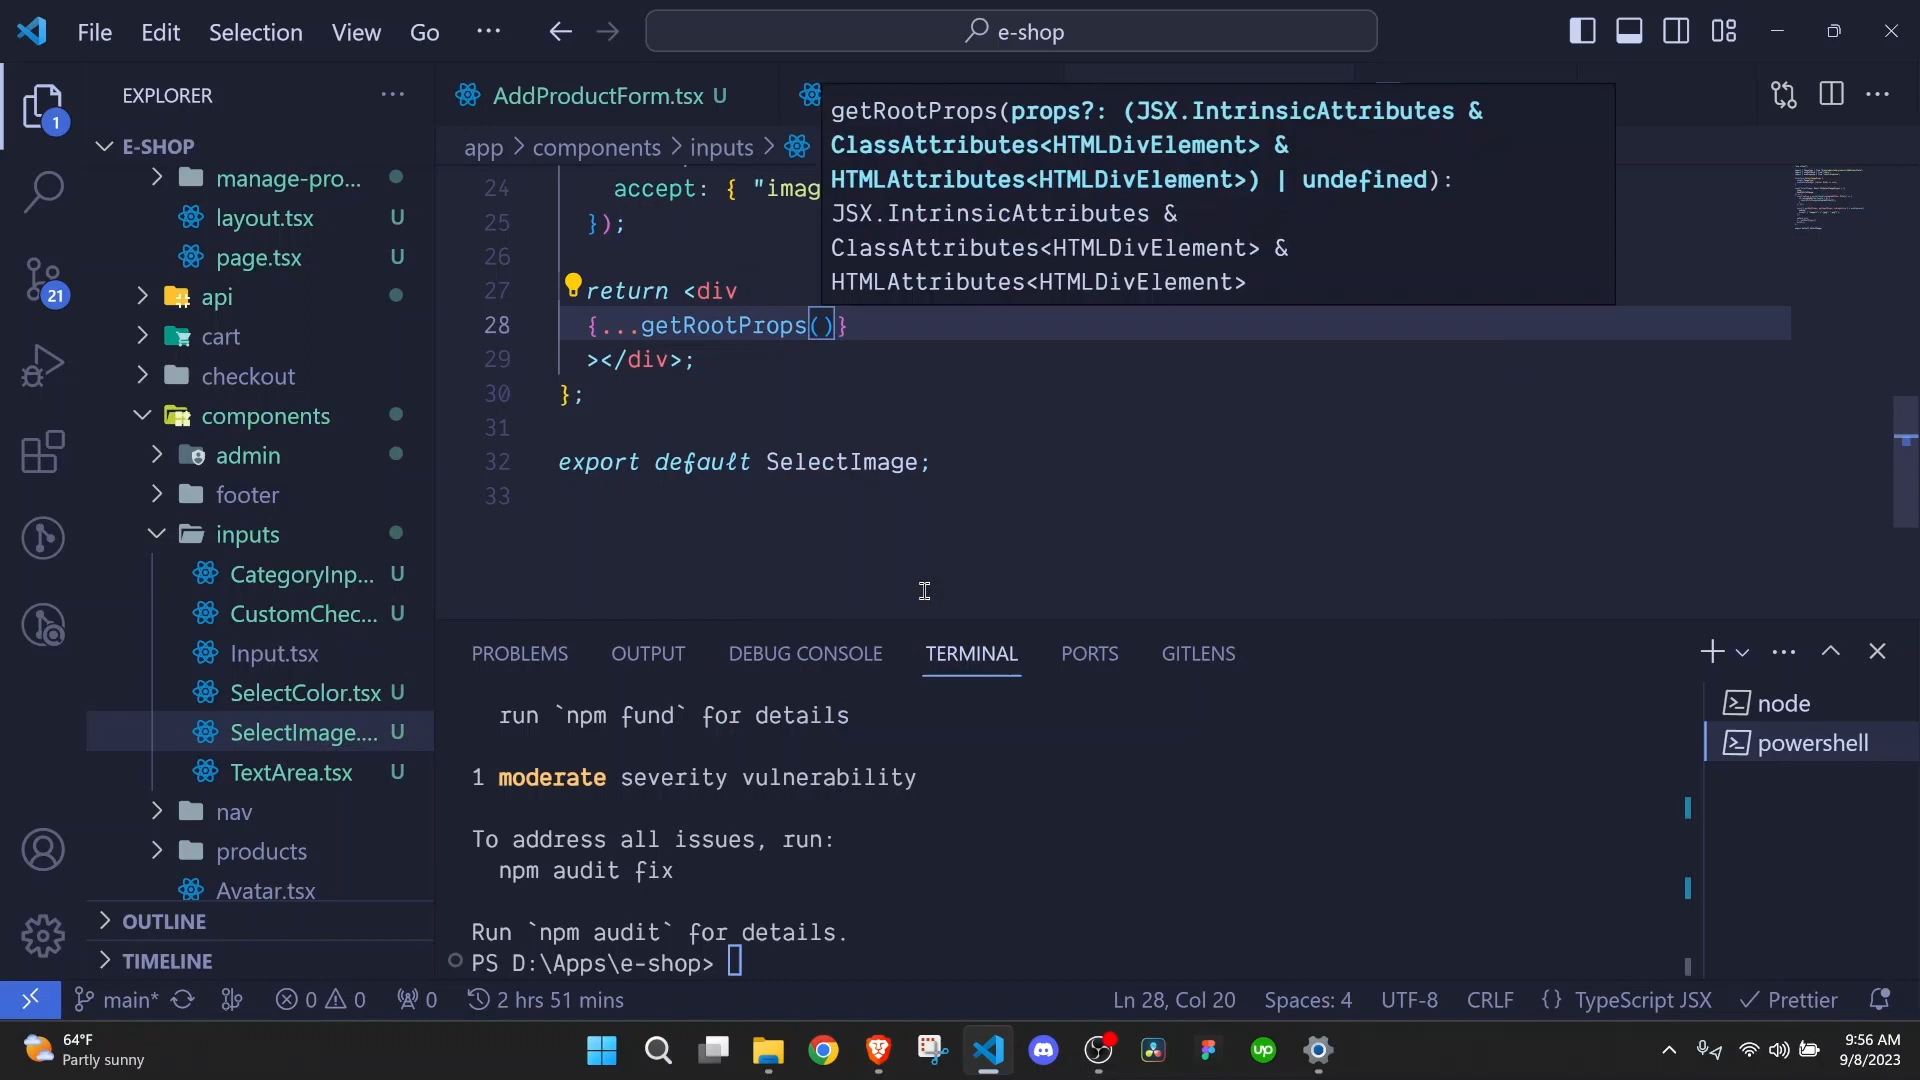 File Edit Selection View Go ···
e-shop
EXPLORER ···
E-SHOP
manage-pro...
layout.tsx U
page.tsx U
api
cart
checkout
components
admin
footer
inputs
CategoryInp... U
CustomChec... U
Input.tsx
SelectColor.tsx U
SelectImage.... U
TextArea.tsx U
nav
products
Avatar.tsx
OUTLINE
TIMELINE
1
21
AddProductForm.tsx U
app > components > inputs >
getRootProps(props?: (JSX.IntrinsicAttributes &
ClassAttributes<HTMLDivElement> &
HTMLAttributes<HTMLDivElement>) | undefined):
JSX.IntrinsicAttributes &
ClassAttributes<HTMLDivElement> &
HTMLAttributes<HTMLDivElement>
24 accept: { "imag
25 });
26
27 return <div
28 {...getRootProps()}
29 ></div>;
30 };
31
32 export default SelectImage;
33
PROBLEMS OUTPUT DEBUG CONSOLE TERMINAL PORTS GITLENS
run `npm fund` for details
1 moderate severity vulnerability
To address all issues, run:
npm audit fix
Run `npm audit` for details.
PS D:\Apps\e-shop>
node
powershell
main* 0 0 0 2 hrs 51 mins Ln 28, Col 20 Spaces: 4 UTF-8 CRLF {} TypeScript JSX Prettier
64°F
Partly sunny
up
9:56 AM
9/8/2023